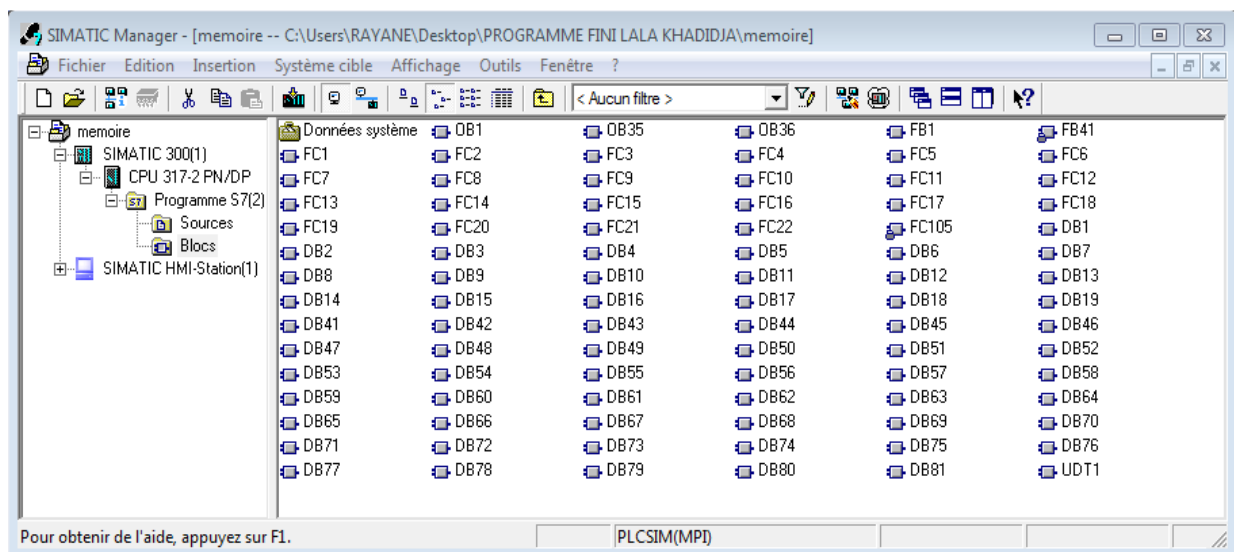 SIMATIC Manager - [memoire -- C:\Users\RAYANE\Desktop\PROGRAMME FINI LALA KHADIDJA\memoire]
Fichier Edition Insertion Système cible Affichage Outils Fenêtre ?
< Aucun filtre >
memoire
SIMATIC 300(1)
CPU 317-2 PN/DP
Programme S7(2)
Sources
Blocs
SIMATIC HMI-Station(1)
Données système OB1 OB35 OB36 FB1 FB41
FC1 FC2 FC3 FC4 FC5 FC6
FC7 FC8 FC9 FC10 FC11 FC12
FC13 FC14 FC15 FC16 FC17 FC18
FC19 FC20 FC21 FC22 FC105 DB1
DB2 DB3 DB4 DB5 DB6 DB7
DB8 DB9 DB10 DB11 DB12 DB13
DB14 DB15 DB16 DB17 DB18 DB19
DB41 DB42 DB43 DB44 DB45 DB46
DB47 DB48 DB49 DB50 DB51 DB52
DB53 DB54 DB55 DB56 DB57 DB58
DB59 DB60 DB61 DB62 DB63 DB64
DB65 DB66 DB67 DB68 DB69 DB70
DB71 DB72 DB73 DB74 DB75 DB76
DB77 DB78 DB79 DB80 DB81 UDT1
Pour obtenir de l'aide, appuyez sur F1.
PLCSIM(MPI)